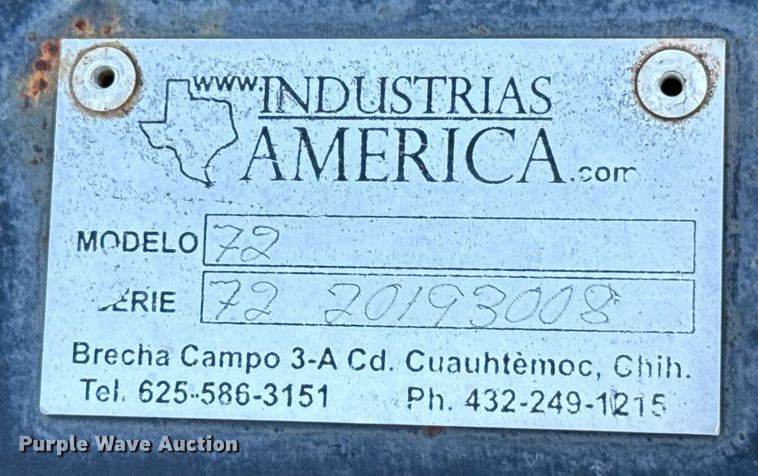 www.INDUSTRIAS
AMERICA.com
MODELO 72
SERIE 72 20193008
Brecha Campo 3-A Cd. Cuauhtèmoc, Chih.
Tel. 625-586-3151 Ph. 432-249-1215
Purple Wave Auction